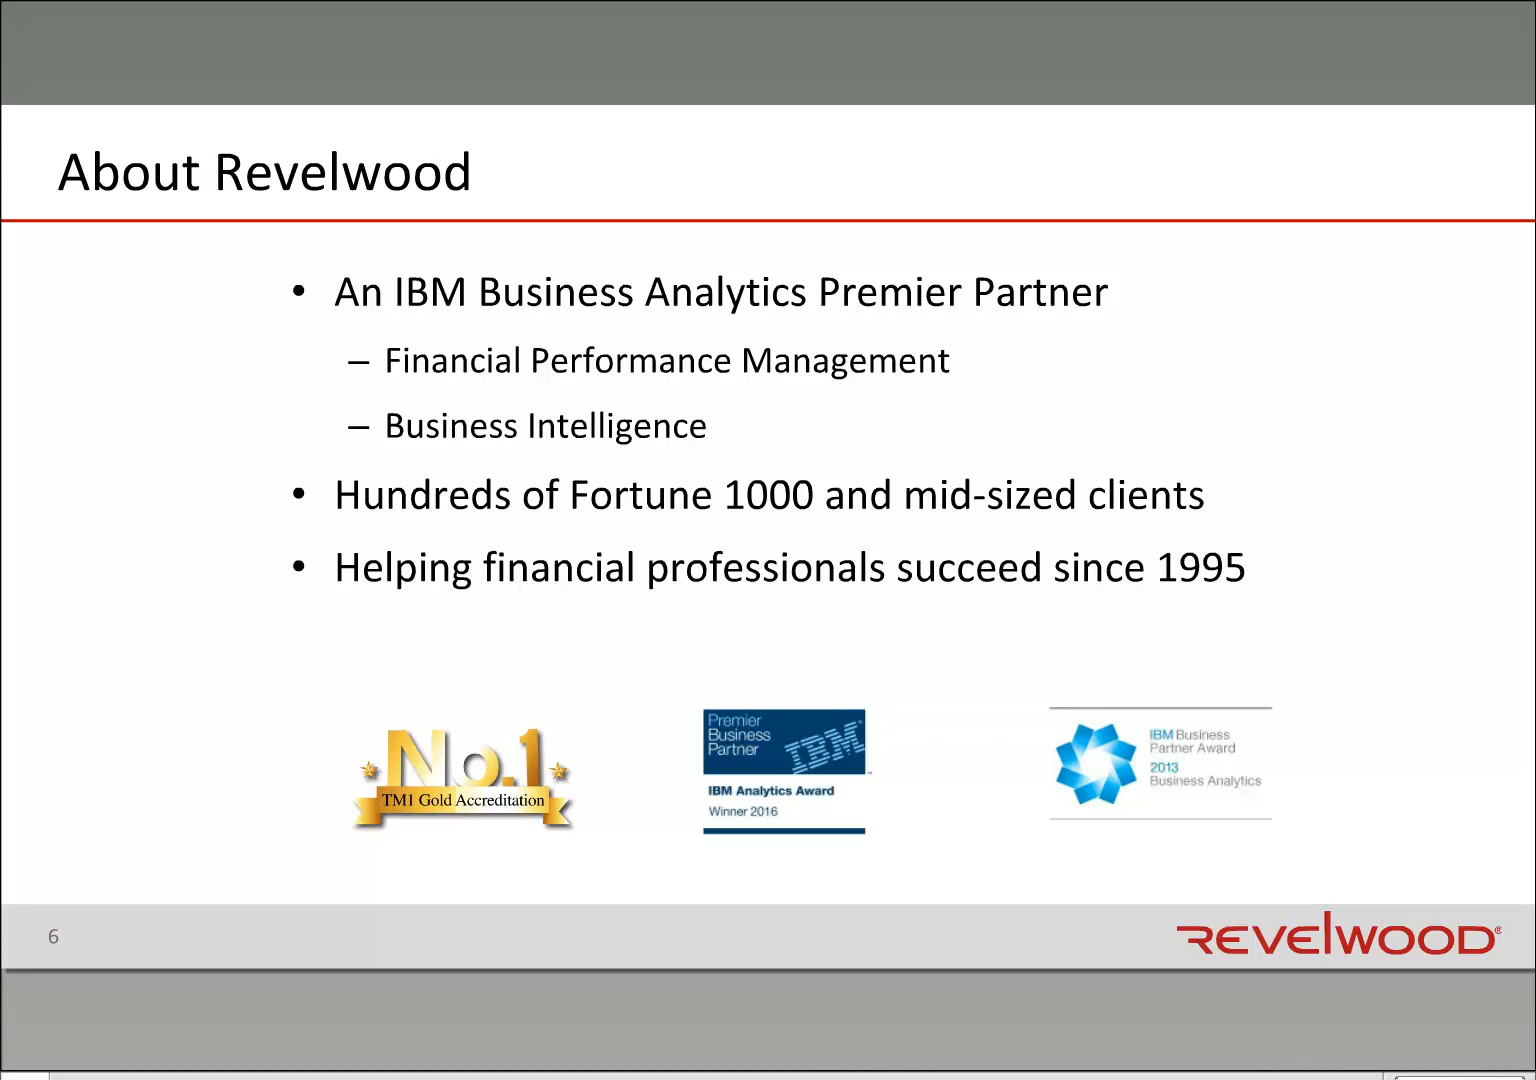 About Revelwood
• An IBM Business Analytics Premier Partner
– Financial Performance Management
– Business Intelligence
• Hundreds of Fortune 1000 and mid-sized clients
• Helping financial professionals succeed since 1995
No.1
TM1 Gold Accreditation
Premier
Business
Partner
IBM
IBM Analytics Award
Winner 2016
IBM Business
Partner Award
2013
Business Analytics
6
REVELWOOD®